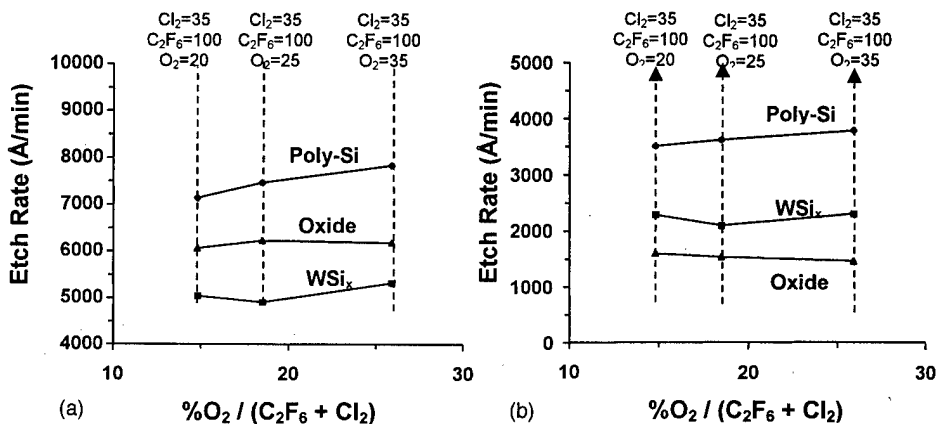 Cl₂=35
C₂F₆=100
O₂=20
Cl₂=35
C₂F₆=100
O₂=25
Cl₂=35
C₂F₆=100
O₂=35
10000
9000
8000
7000
6000
5000
4000
Etch Rate (Å/min)
Poly-Si
Oxide
WSiₓ
10
20
30
(a)
%O₂ / (C₂F₆ + Cl₂)
Cl₂=35
C₂F₆=100
O₂=20
Cl₂=35
C₂F₆=100
O₂=25
Cl₂=35
C₂F₆=100
O₂=35
5000
4000
3000
2000
1000
0
Etch Rate (Å/min)
Poly-Si
WSiₓ
Oxide
10
20
30
(b)
%O₂ / (C₂F₆ + Cl₂)